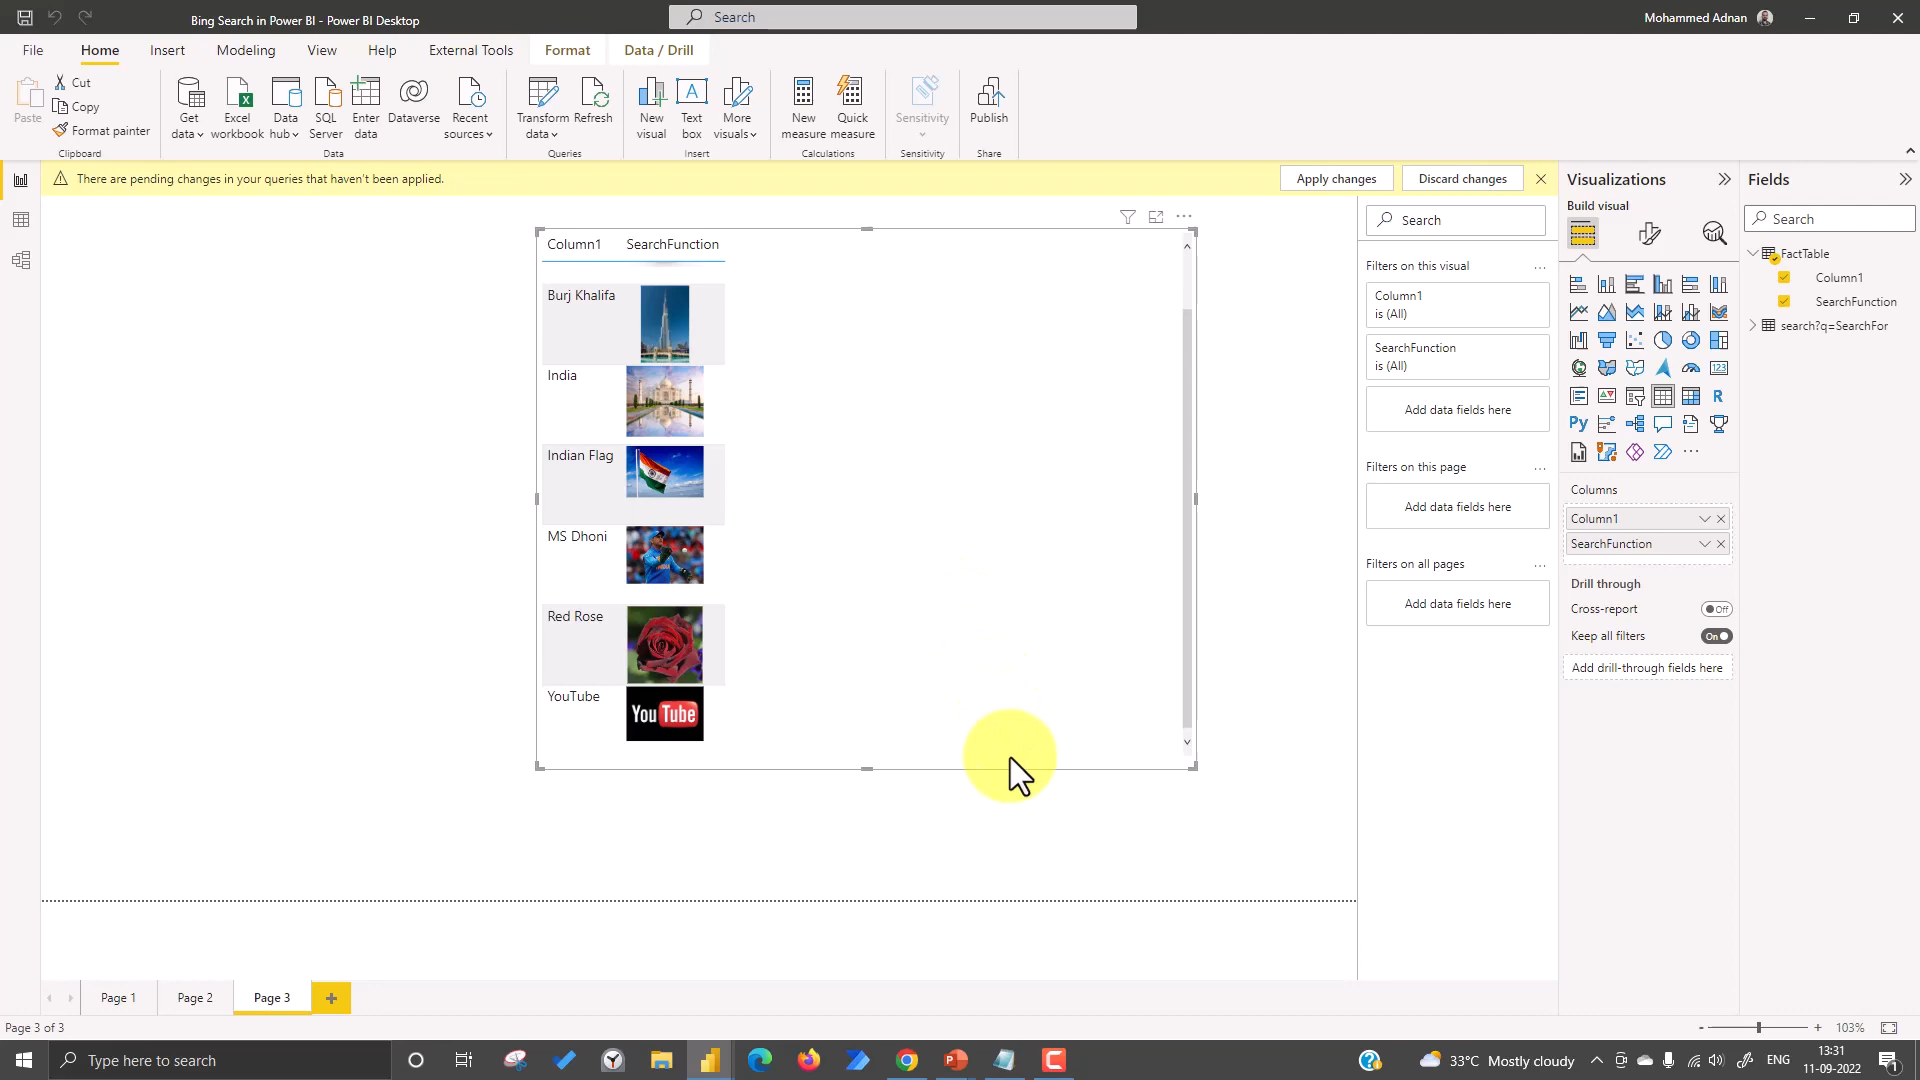 Bing Search in Power BI - Power BI Desktop
Search
Mohammed Adnan
File
Home
Insert
Modeling
View
Help
External Tools
Format
Data / Drill
Paste
Cut
Copy
Format painter
Clipboard
Get data
Excel workbook
Data hub
SQL Server
Enter data
Dataverse
Recent sources
Data
Transform data
Refresh
Queries
New visual
Text box
More visuals
Insert
New measure
Quick measure
Calculations
Sensitivity
Sensitivity
Publish
Share
There are pending changes in your queries that haven't been applied.
Apply changes
Discard changes
Column1
SearchFunction
Burj Khalifa
India
Indian Flag
MS Dhoni
Red Rose
YouTube
YouTube
Search
Filters on this visual
Column1
is (All)
SearchFunction
is (All)
Add data fields here
Filters on this page
Add data fields here
Filters on all pages
Add data fields here
Visualizations
Build visual
123
R
Py
Columns
Column1
SearchFunction
Drill through
Cross-report
Off
Keep all filters
On
Add drill-through fields here
Fields
Search
FactTable
Column1
SearchFunction
search?q=SearchFor
Page 1
Page 2
Page 3
Page 3 of 3
- + 103%
Type here to search
33°C Mostly cloudy
ENG
13:31
11-09-2022
1